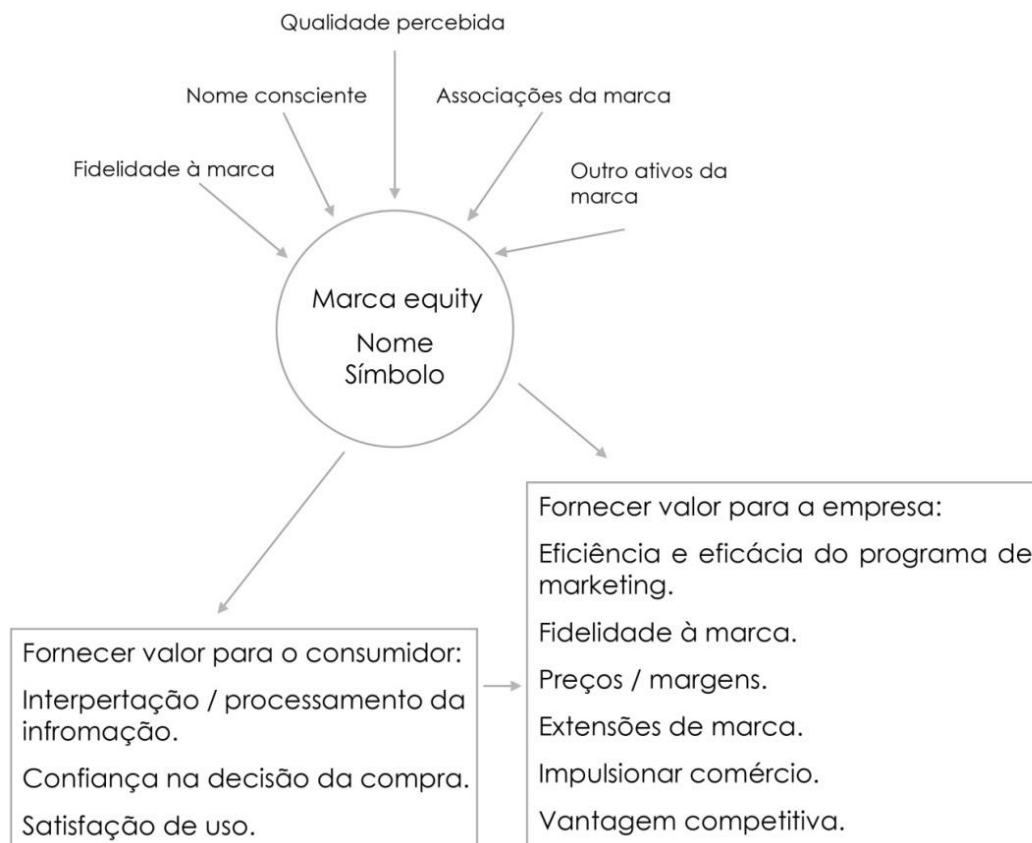 Qualidade percebida
Nome consciente
Associações da marca
Fidelidade à marca
Outro ativos da
marca
Marca equity
Nome
Símbolo
Fornecer valor para o consumidor:
Interpertação / processamento da
infromação.
Confiança na decisão da compra.
Satisfação de uso.
Fornecer valor para a empresa:
Eficiência e eficácia do programa de
marketing.
Fidelidade à marca.
Preços / margens.
Extensões de marca.
Impulsionar comércio.
Vantagem competitiva.